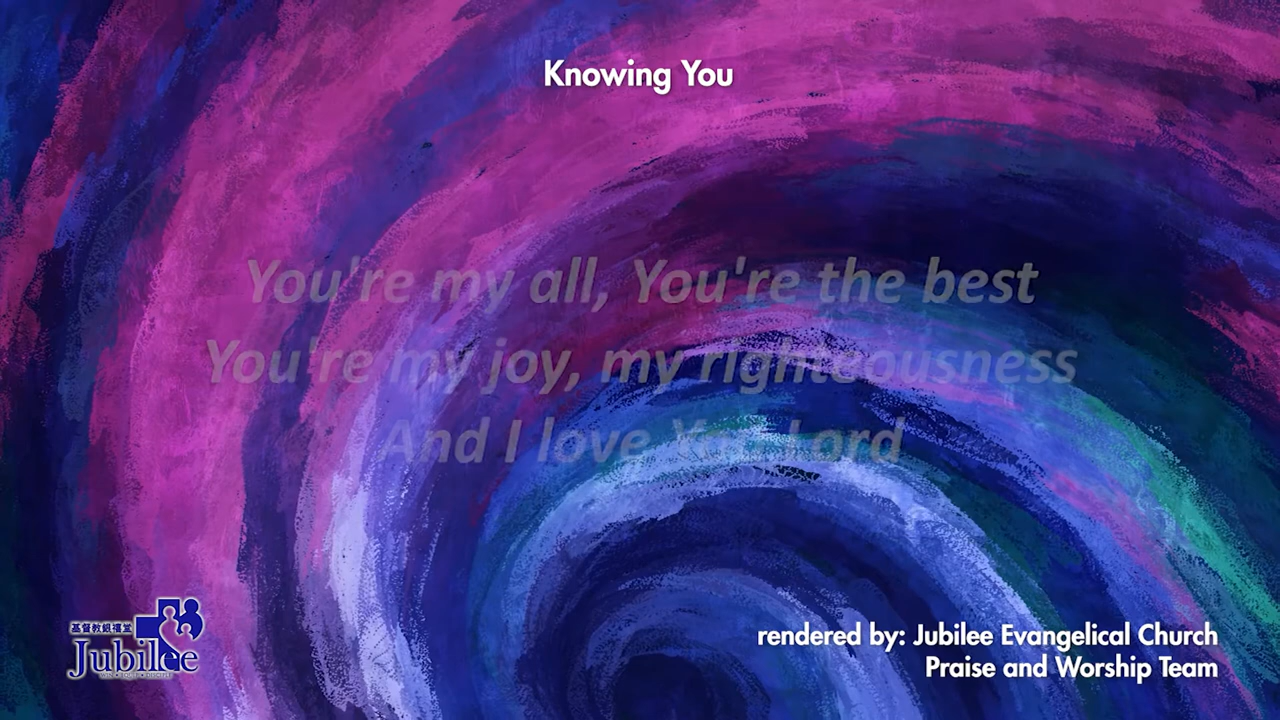 Knowing You
You're my all, You're the best
You're my joy, my righteousness
And I love You Lord
基督教銀禧堂
Jubilee
rendered by: Jubilee Evangelical Church
Praise and Worship Team